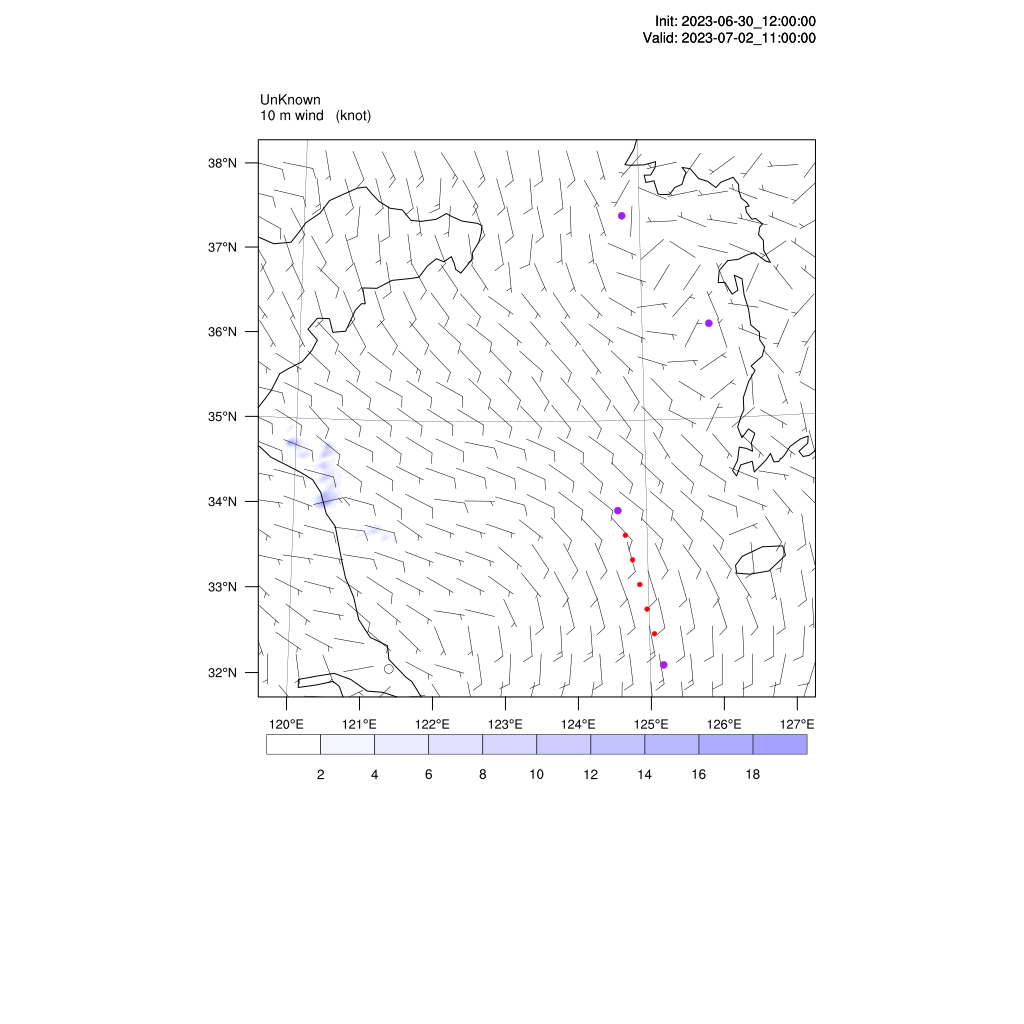 Init: 2023-06-30_12:00:00
Valid: 2023-07-02_11:00:00
UnKnown
10 m wind (knot)
38°N
37°N
36°N
35°N
34°N
33°N
32°N
120°E 121°E 122°E 123°E 124°E 125°E 126°E 127°E
2 4 6 8 10 12 14 16 18